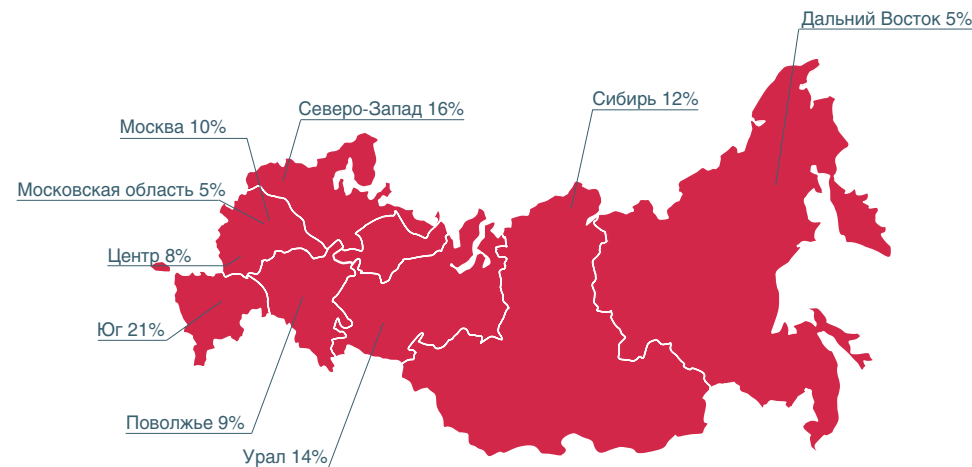 Дальний Восток 5%
Сибирь 12%
Северо-Запад 16%
Москва 10%
Московская область 5%
Центр 8%
Юг 21%
Поволжье 9%
Урал 14%